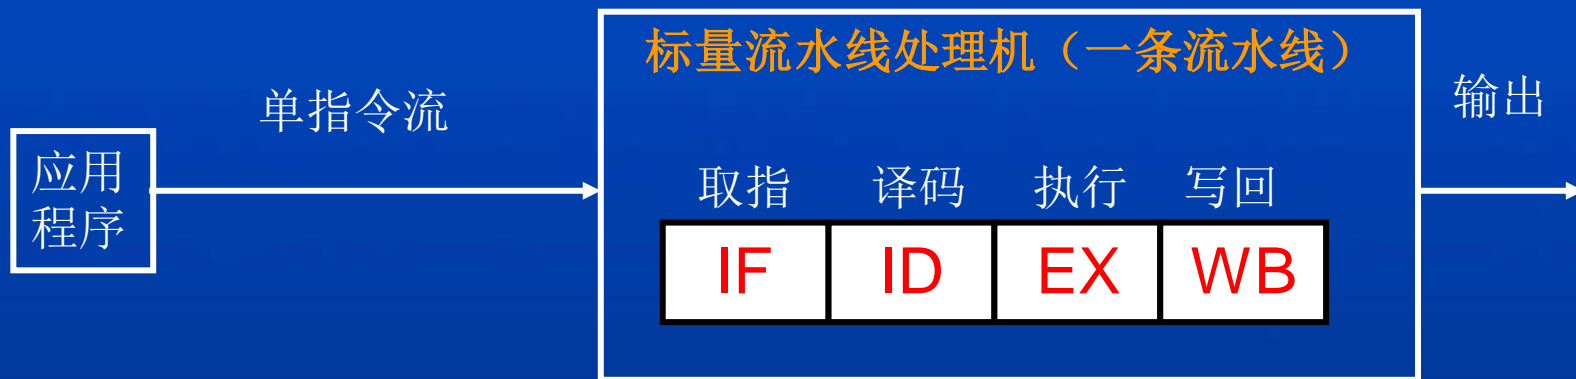 标量流水线处理机（一条流水线）
单指令流
输出
应用
程序
取指 译码 执行 写回
IF ID EX WB